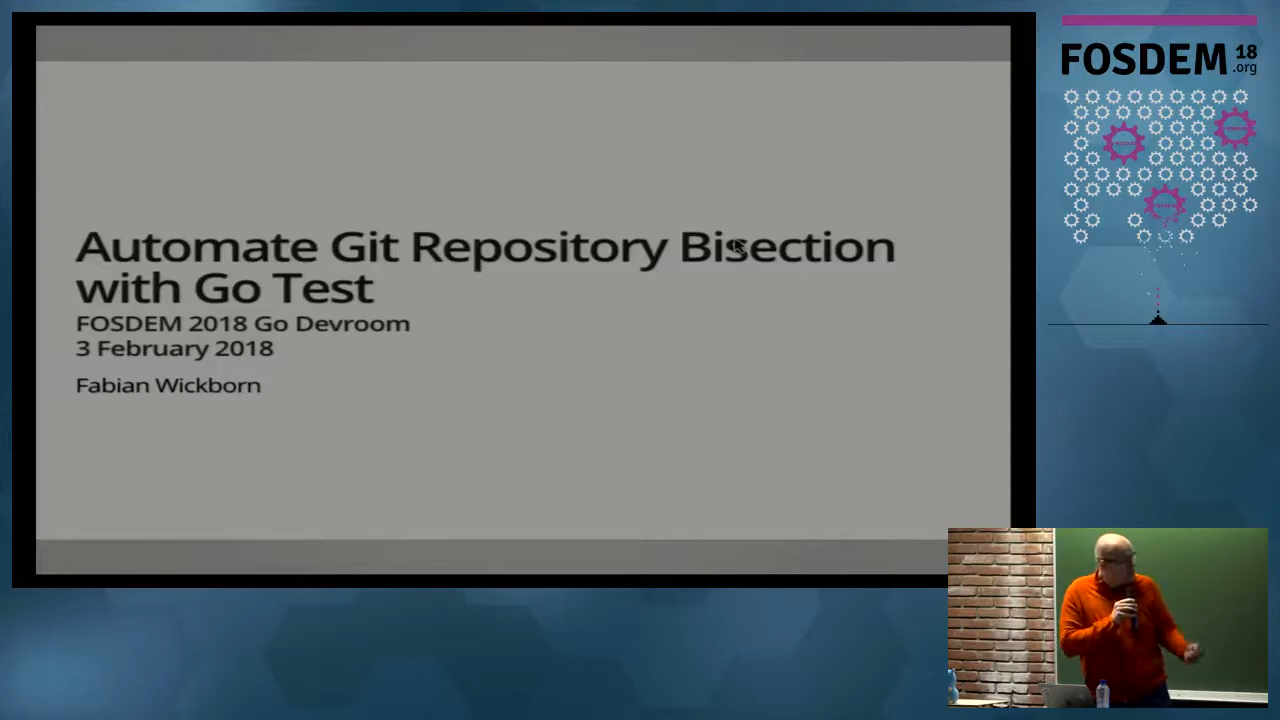 Automate Git Repository Bisection
with Go Test
FOSDEM 2018 Go Devroom
3 February 2018
Fabian Wickborn
FOSDEM 18
.org